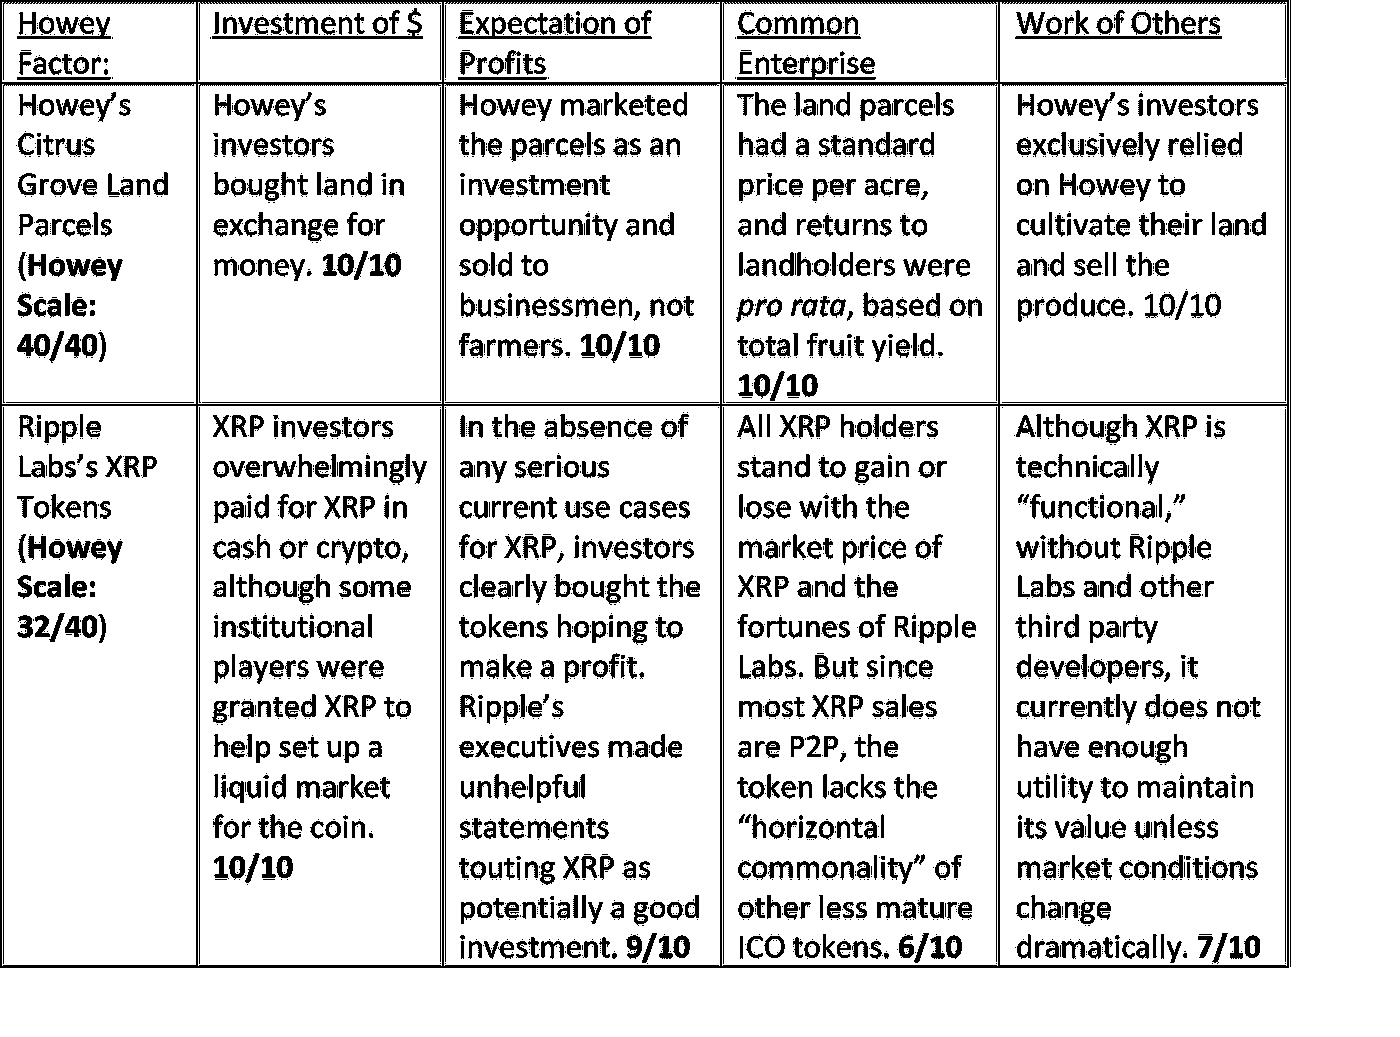 Howey
Factor:
Investment of $
Expectation of
Profits
Common
Enterprise
Work of Others
Howey’s
Citrus
Grove Land
Parcels
(Howey
Scale:
40/40)
Howey’s
investors
bought land in
exchange for
money. 10/10
Howey marketed
the parcels as an
investment
opportunity and
sold to
businessmen, not
farmers. 10/10
The land parcels
had a standard
price per acre,
and returns to
landholders were
pro rata, based on
total fruit yield.
10/10
Howey’s investors
exclusively relied
on Howey to
cultivate their land
and sell the
produce. 10/10
Ripple
Labs’s XRP
Tokens
(Howey
Scale:
32/40)
XRP investors
overwhelmingly
paid for XRP in
cash or crypto,
although some
institutional
players were
granted XRP to
help set up a
liquid market
for the coin.
10/10
In the absence of
any serious
current use cases
for XRP, investors
clearly bought the
tokens hoping to
make a profit.
Ripple’s
executives made
unhelpful
statements
touting XRP as
potentially a good
investment. 9/10
All XRP holders
stand to gain or
lose with the
market price of
XRP and the
fortunes of Ripple
Labs. But since
most XRP sales
are P2P, the
token lacks the
“horizontal
commonality” of
other less mature
ICO tokens. 6/10
Although XRP is
technically
“functional,”
without Ripple
Labs and other
third party
developers, it
currently does not
have enough
utility to maintain
its value unless
market conditions
change
dramatically. 7/10